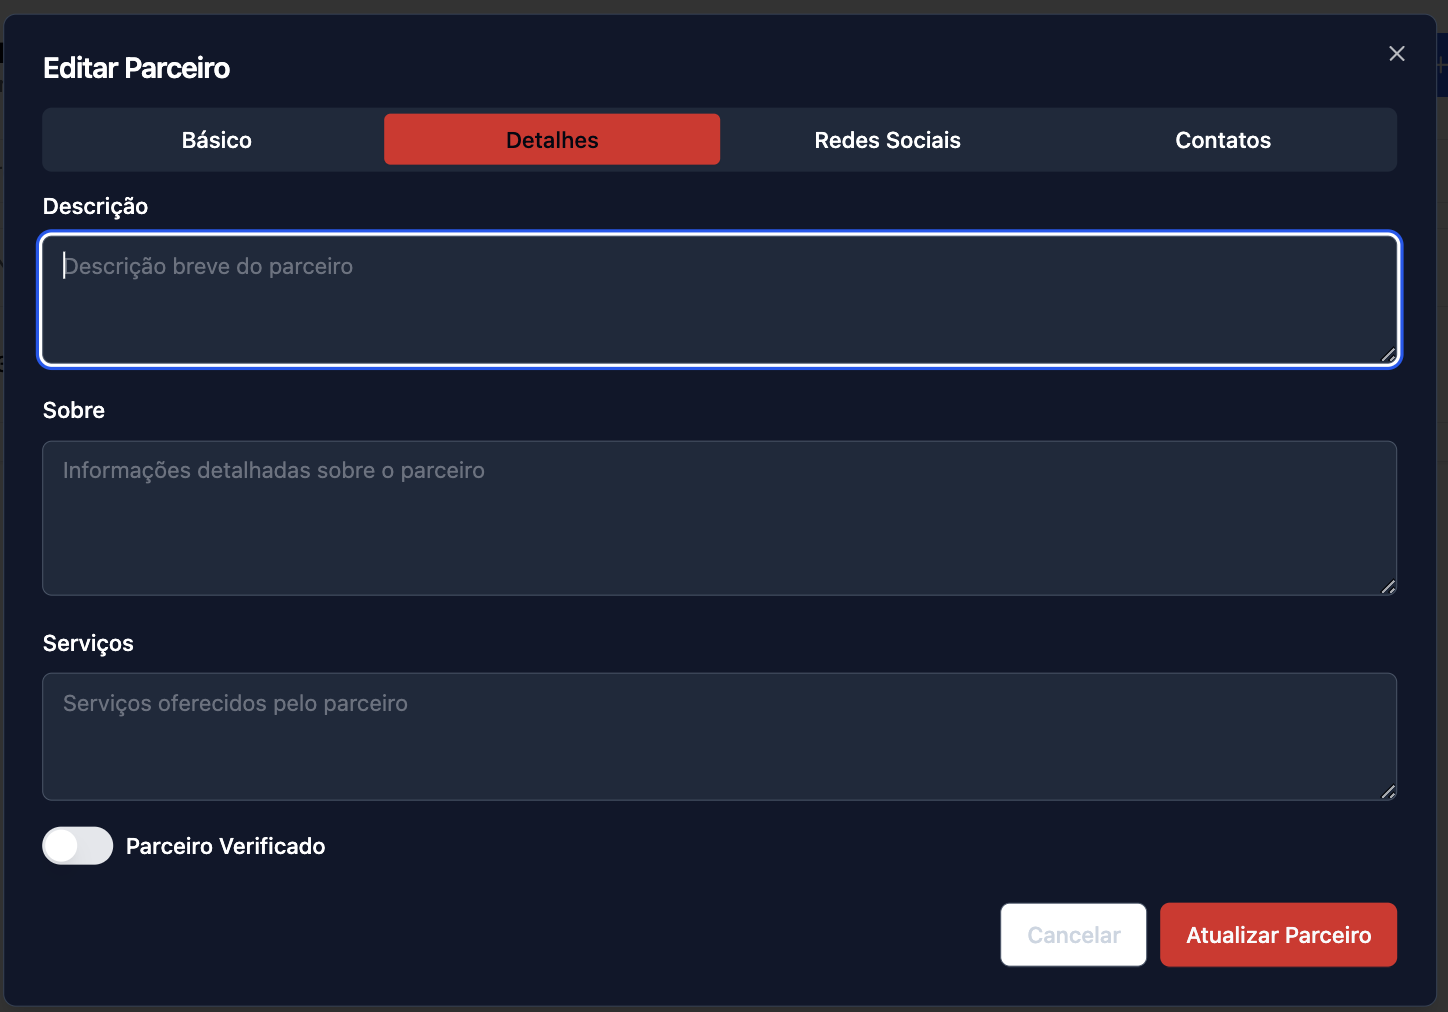 Editar Parceiro
Básico
Detalhes
Redes Sociais
Contatos
Descrição
Descrição breve do parceiro
Sobre
Informações detalhadas sobre o parceiro
Serviços
Serviços oferecidos pelo parceiro
Parceiro Verificado
Cancelar
Atualizar Parceiro